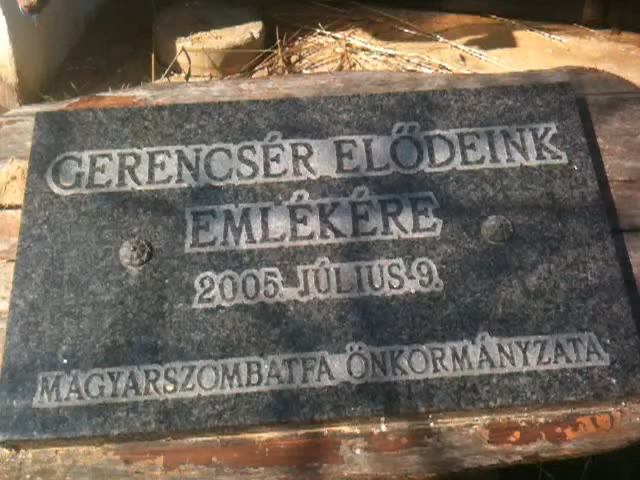 GERENCSÉR ELŐDEINK
EMLÉKÉRE
2005. JÚLIUS 9.
MAGYARSZOMBATFA ÖNKORMÁNYZATA